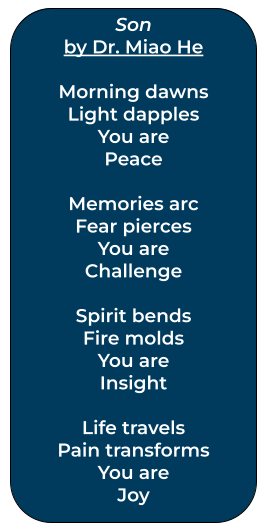 Son
by Dr. Miao He
Morning dawns
Light dapples
You are
Peace
Memories arc
Fear pierces
You are
Challenge
Spirit bends
Fire molds
You are
Insight
Life travels
Pain transforms
You are
Joy